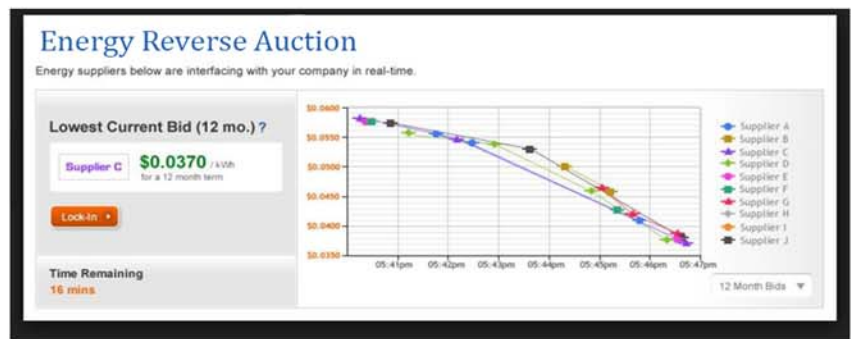 Energy Reverse Auction
Energy suppliers below are interfacing with your company in real-time.
Lowest Current Bid (12 mo.) ?
Supplier C $0.0370 / kWh
for a 12 month term
Lock-In
Time Remaining
16 mins
$0.0600
$0.0550
$0.0500
$0.0450
$0.0400
$0.0350
05:41pm 05:42pm 05:43pm 05:44pm 05:45pm 05:46pm 05:47pm
Supplier A
Supplier B
Supplier C
Supplier D
Supplier E
Supplier F
Supplier G
Supplier H
Supplier I
Supplier J
12 Month Bids